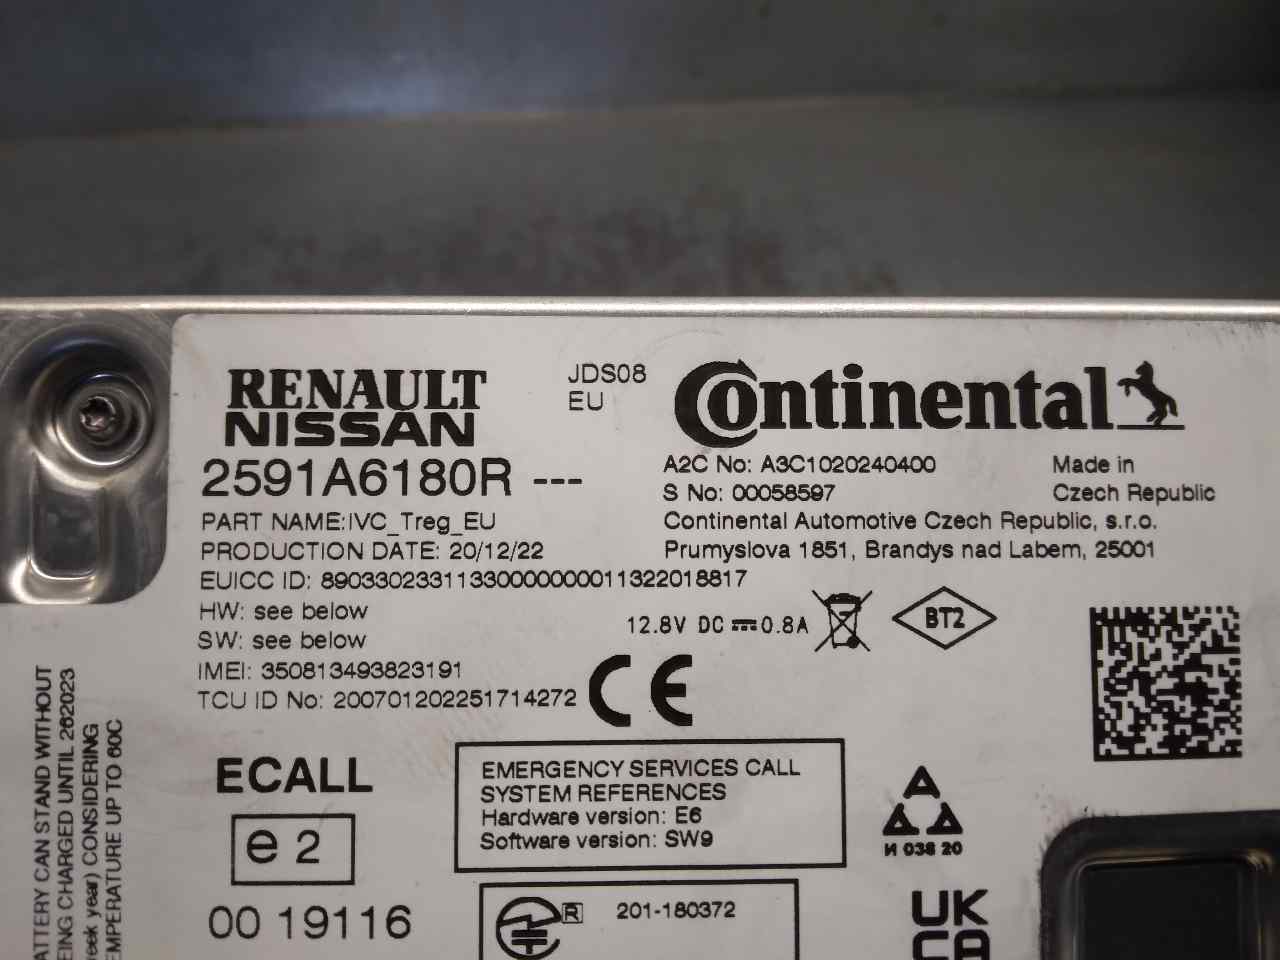 RENAULT
NISSAN
JDS08
EU
Continental
2591A6180R ---
A2C No: A3C1020240400
S No: 00058597
Made in
Czech Republic
PART NAME:IVC_Treg_EU
PRODUCTION DATE: 20/12/22
Continental Automotive Czech Republic, s.r.o.
Prumyslova 1851, Brandys nad Labem, 25001
EUICC ID: 89033023311330000000011322018817
HW: see below
SW: see below
12.8V DC 0.8A
BT2
IMEI: 350813493823191
TCU ID No: 200701202251714272
CE
ECALL
e 2
00 19116
EMERGENCY SERVICES CALL
SYSTEM REFERENCES
Hardware version: E6
Software version: SW9
A
И 038 20
R 201-180372
UK
CA
ATTERY CAN STAND WITHOUT
EING CHARGED UNTIL 262023
eek year) CONSIDERING
EMPERATURE UP TO 60C